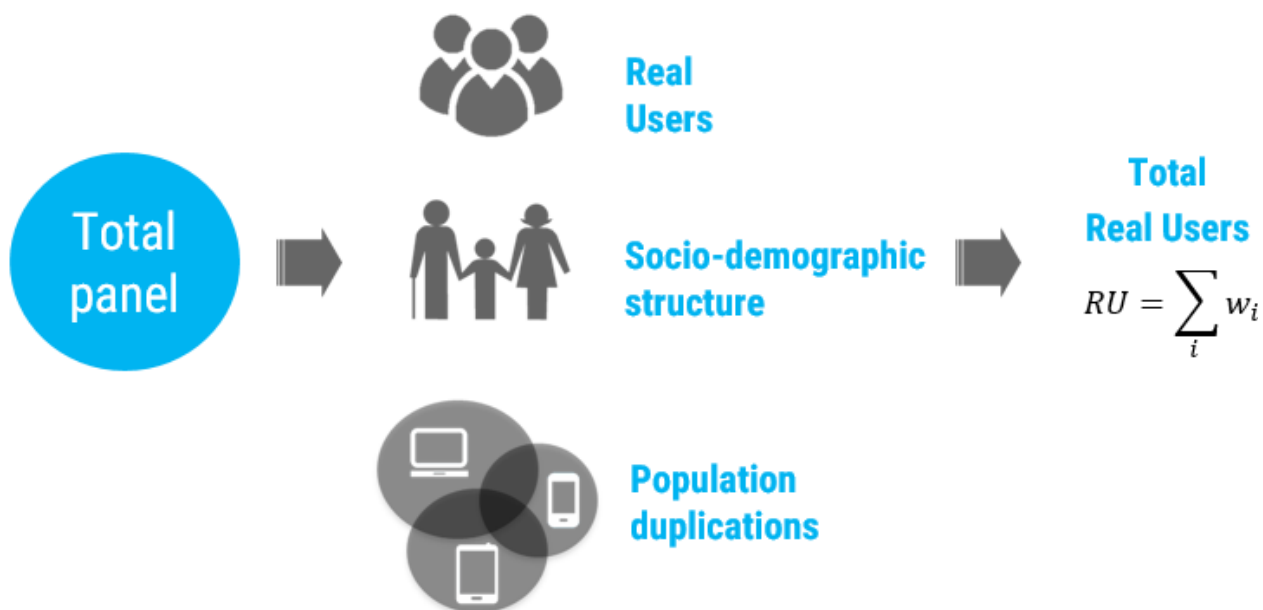 Real
Users
Total
panel
Socio-demographic
structure
Population
duplications
Total
Real Users
RU = ∑ w_i
i